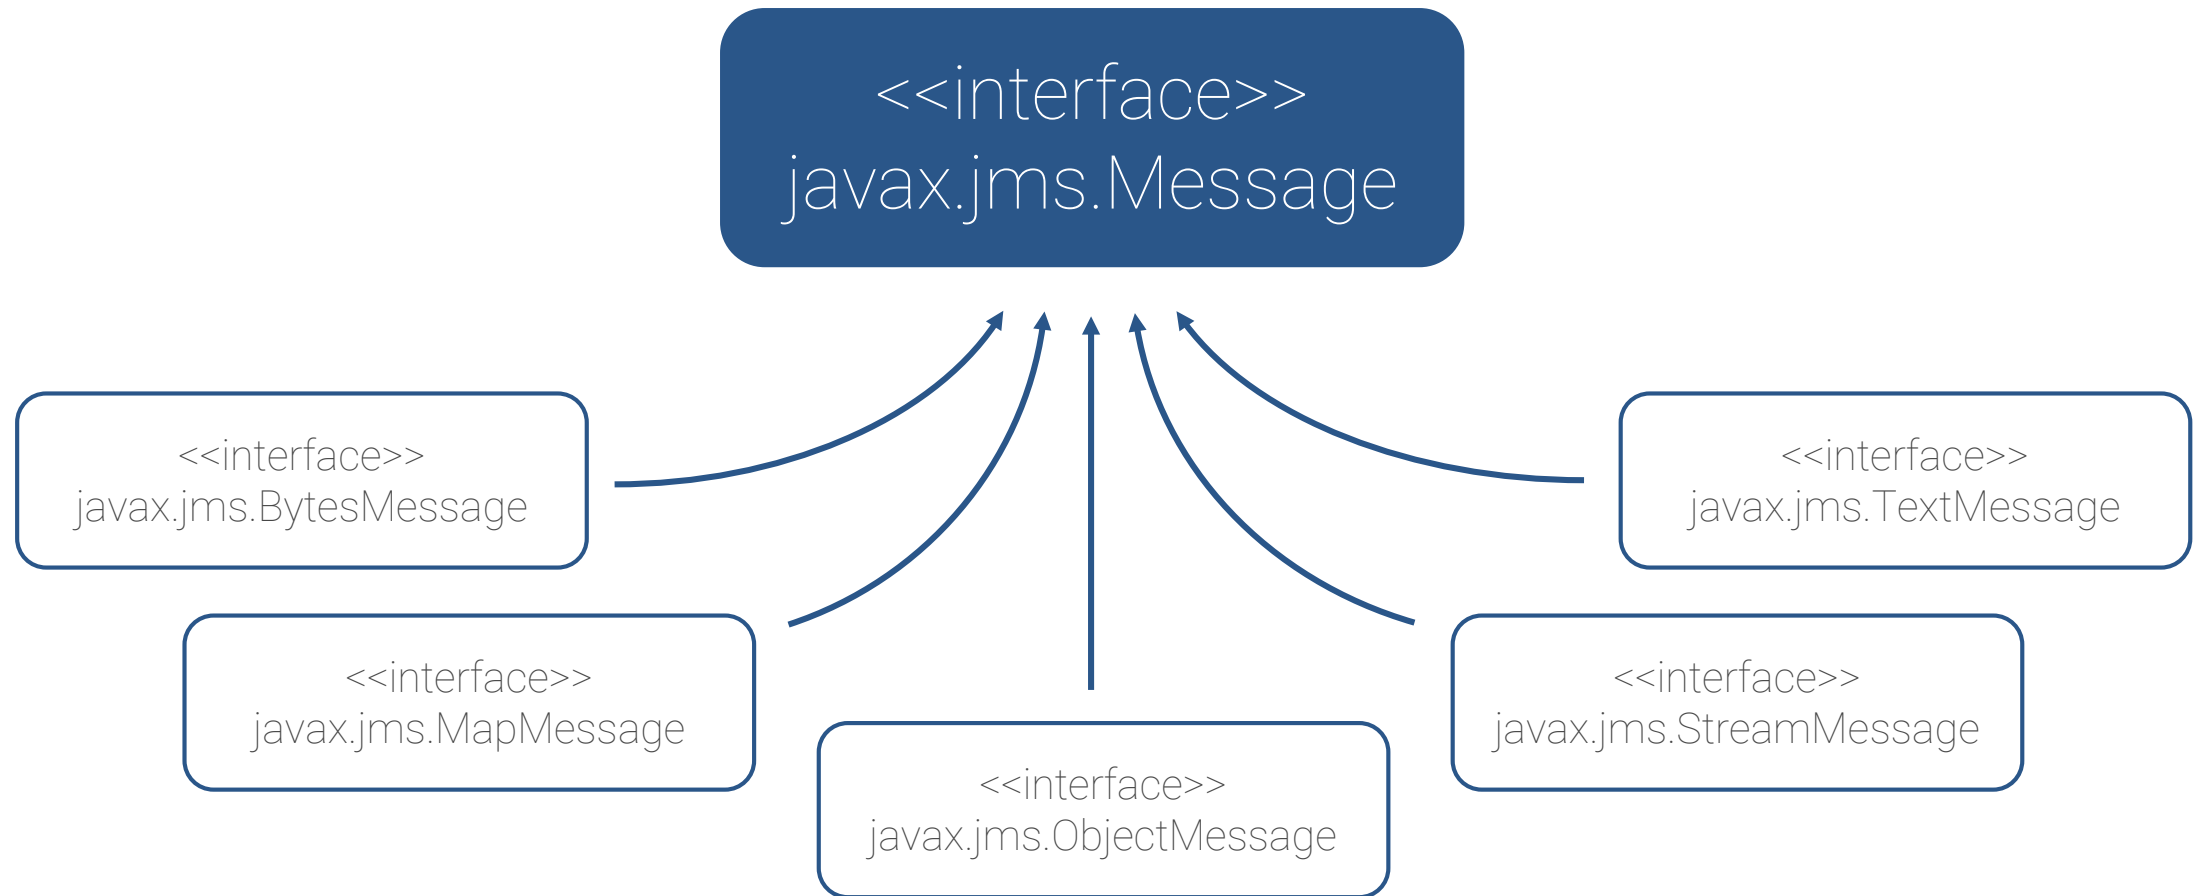 <<interface>>
javax.jms.Message
<<interface>>
javax.jms.BytesMessage
<<interface>>
javax.jms.TextMessage
<<interface>>
javax.jms.MapMessage
<<interface>>
javax.jms.StreamMessage
<<interface>>
javax.jms.ObjectMessage